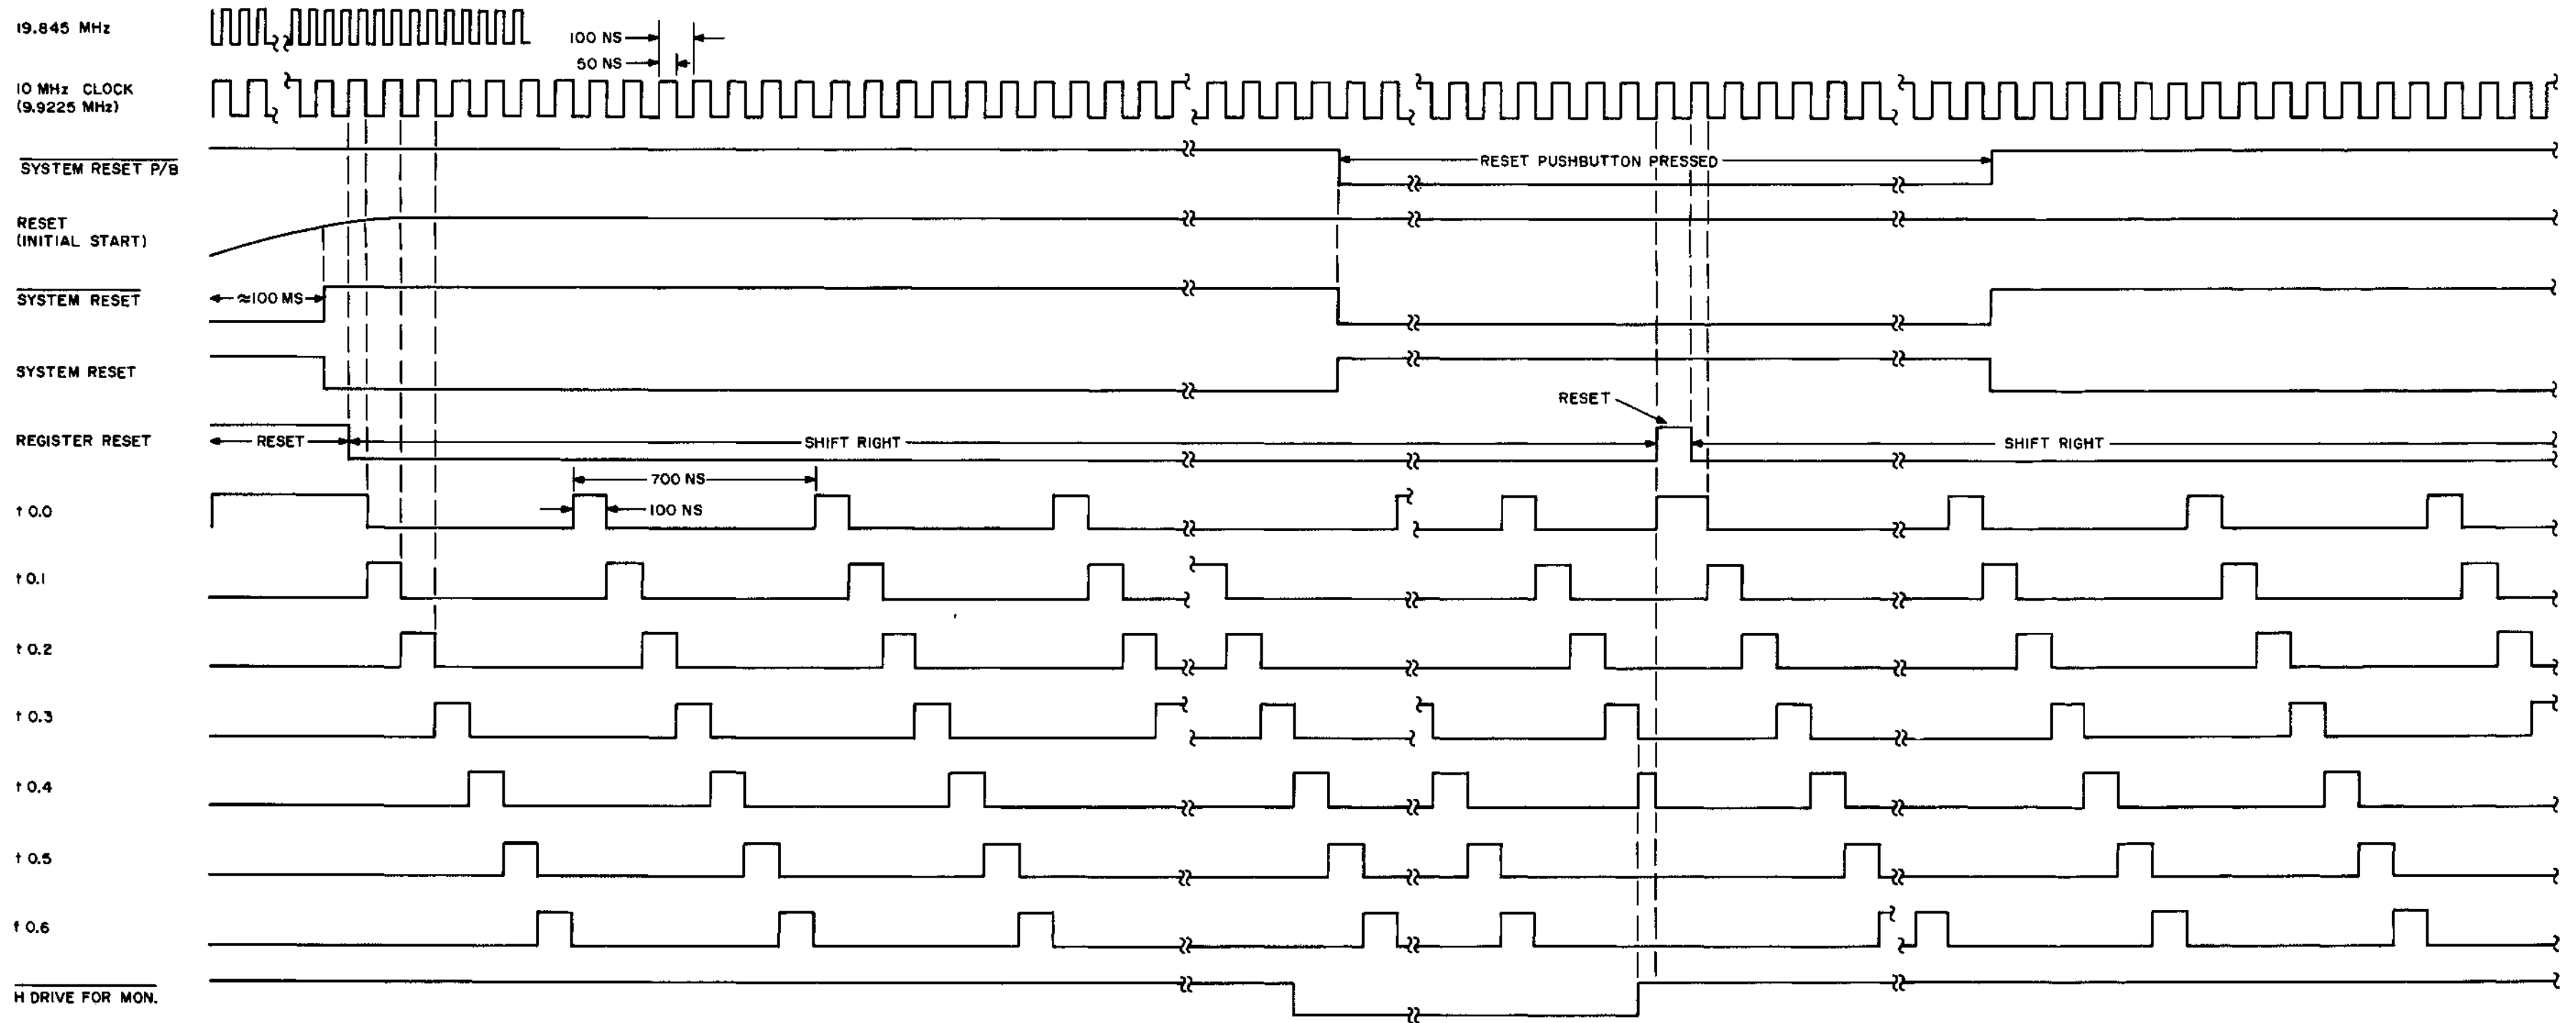 19.845 MHz
100 NS
50 NS
10 MHz CLOCK
(9.9225 MHz)
SYSTEM RESET P/B
RESET PUSHBUTTON PRESSED
RESET
(INITIAL START)
SYSTEM RESET
≈100 MS
SYSTEM RESET
RESET
REGISTER RESET
RESET
SHIFT RIGHT
SHIFT RIGHT
700 NS
t 0.0
100 NS
t 0.1
t 0.2
t 0.3
t 0.4
t 0.5
t 0.6
H DRIVE FOR MON.